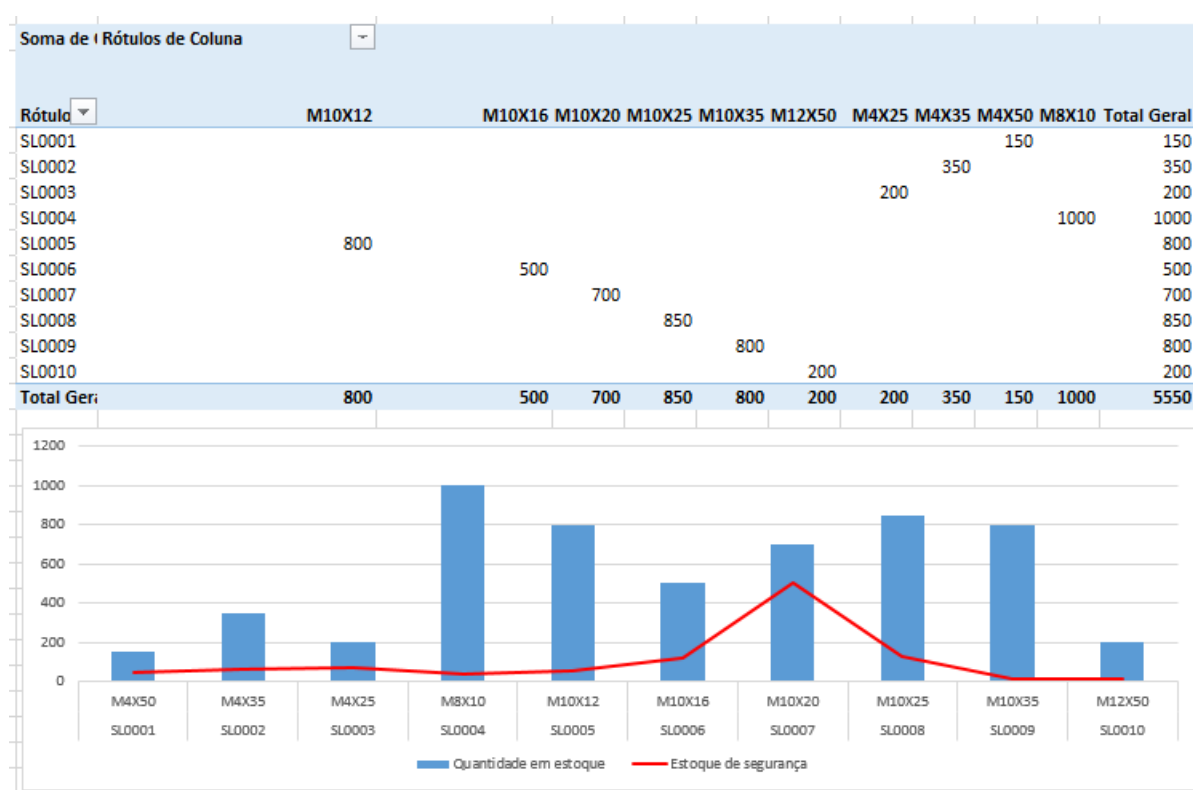 Soma de ( Rótulos de Coluna
Rótulo M10X12 M10X16 M10X20 M10X25 M10X35 M12X50 M4X25 M4X35 M4X50 M8X10 Total Geral
SL0001 150 150
SL0002 350 350
SL0003 200 200
SL0004 1000 1000
SL0005 800 800
SL0006 500 500
SL0007 700 700
SL0008 850 850
SL0009 800 800
SL0010 200 200
Total Gera 800 500 700 850 800 200 200 350 150 1000 5550
1200
1000
800
600
400
200
0
M4X50 M4X35 M4X25 M8X10 M10X12 M10X16 M10X20 M10X25 M10X35 M12X50
SL0001 SL0002 SL0003 SL0004 SL0005 SL0006 SL0007 SL0008 SL0009 SL0010
Quantidade em estoque Estoque de segurança